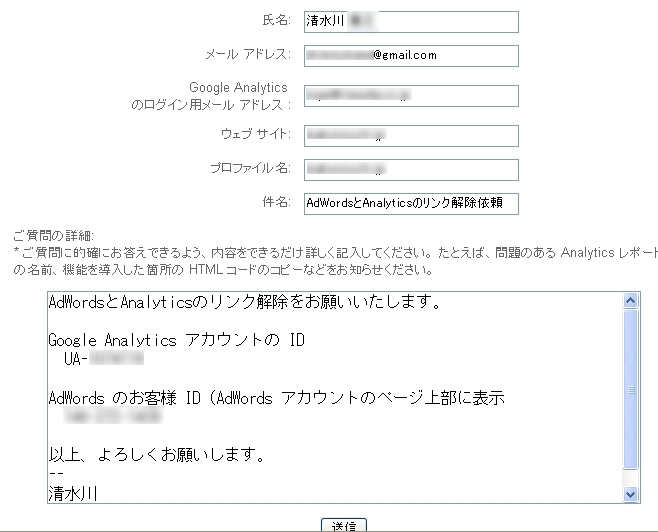 氏名: 清水川
メール アドレス: @gmail.com
Google Analytics
のログイン用メール アドレス :
ウェブ サイト:
プロファイル名:
件名: AdWordsとAnalyticsのリンク解除依頼
ご質問の詳細:
* ご質問に的確にお答えできるよう、内容をできるだけ詳しく記入してください。たとえば、問題のある Analytics レポート
の名前、機能を導入した箇所の HTML コードのコピーなどをお知らせください。
AdWordsとAnalyticsのリンク解除をお願いいたします。
Google Analytics アカウントの ID
UA-
AdWords のお客様 ID (AdWords アカウントのページ上部に表示
以上、よろしくお願いします。
--
清水川
送信